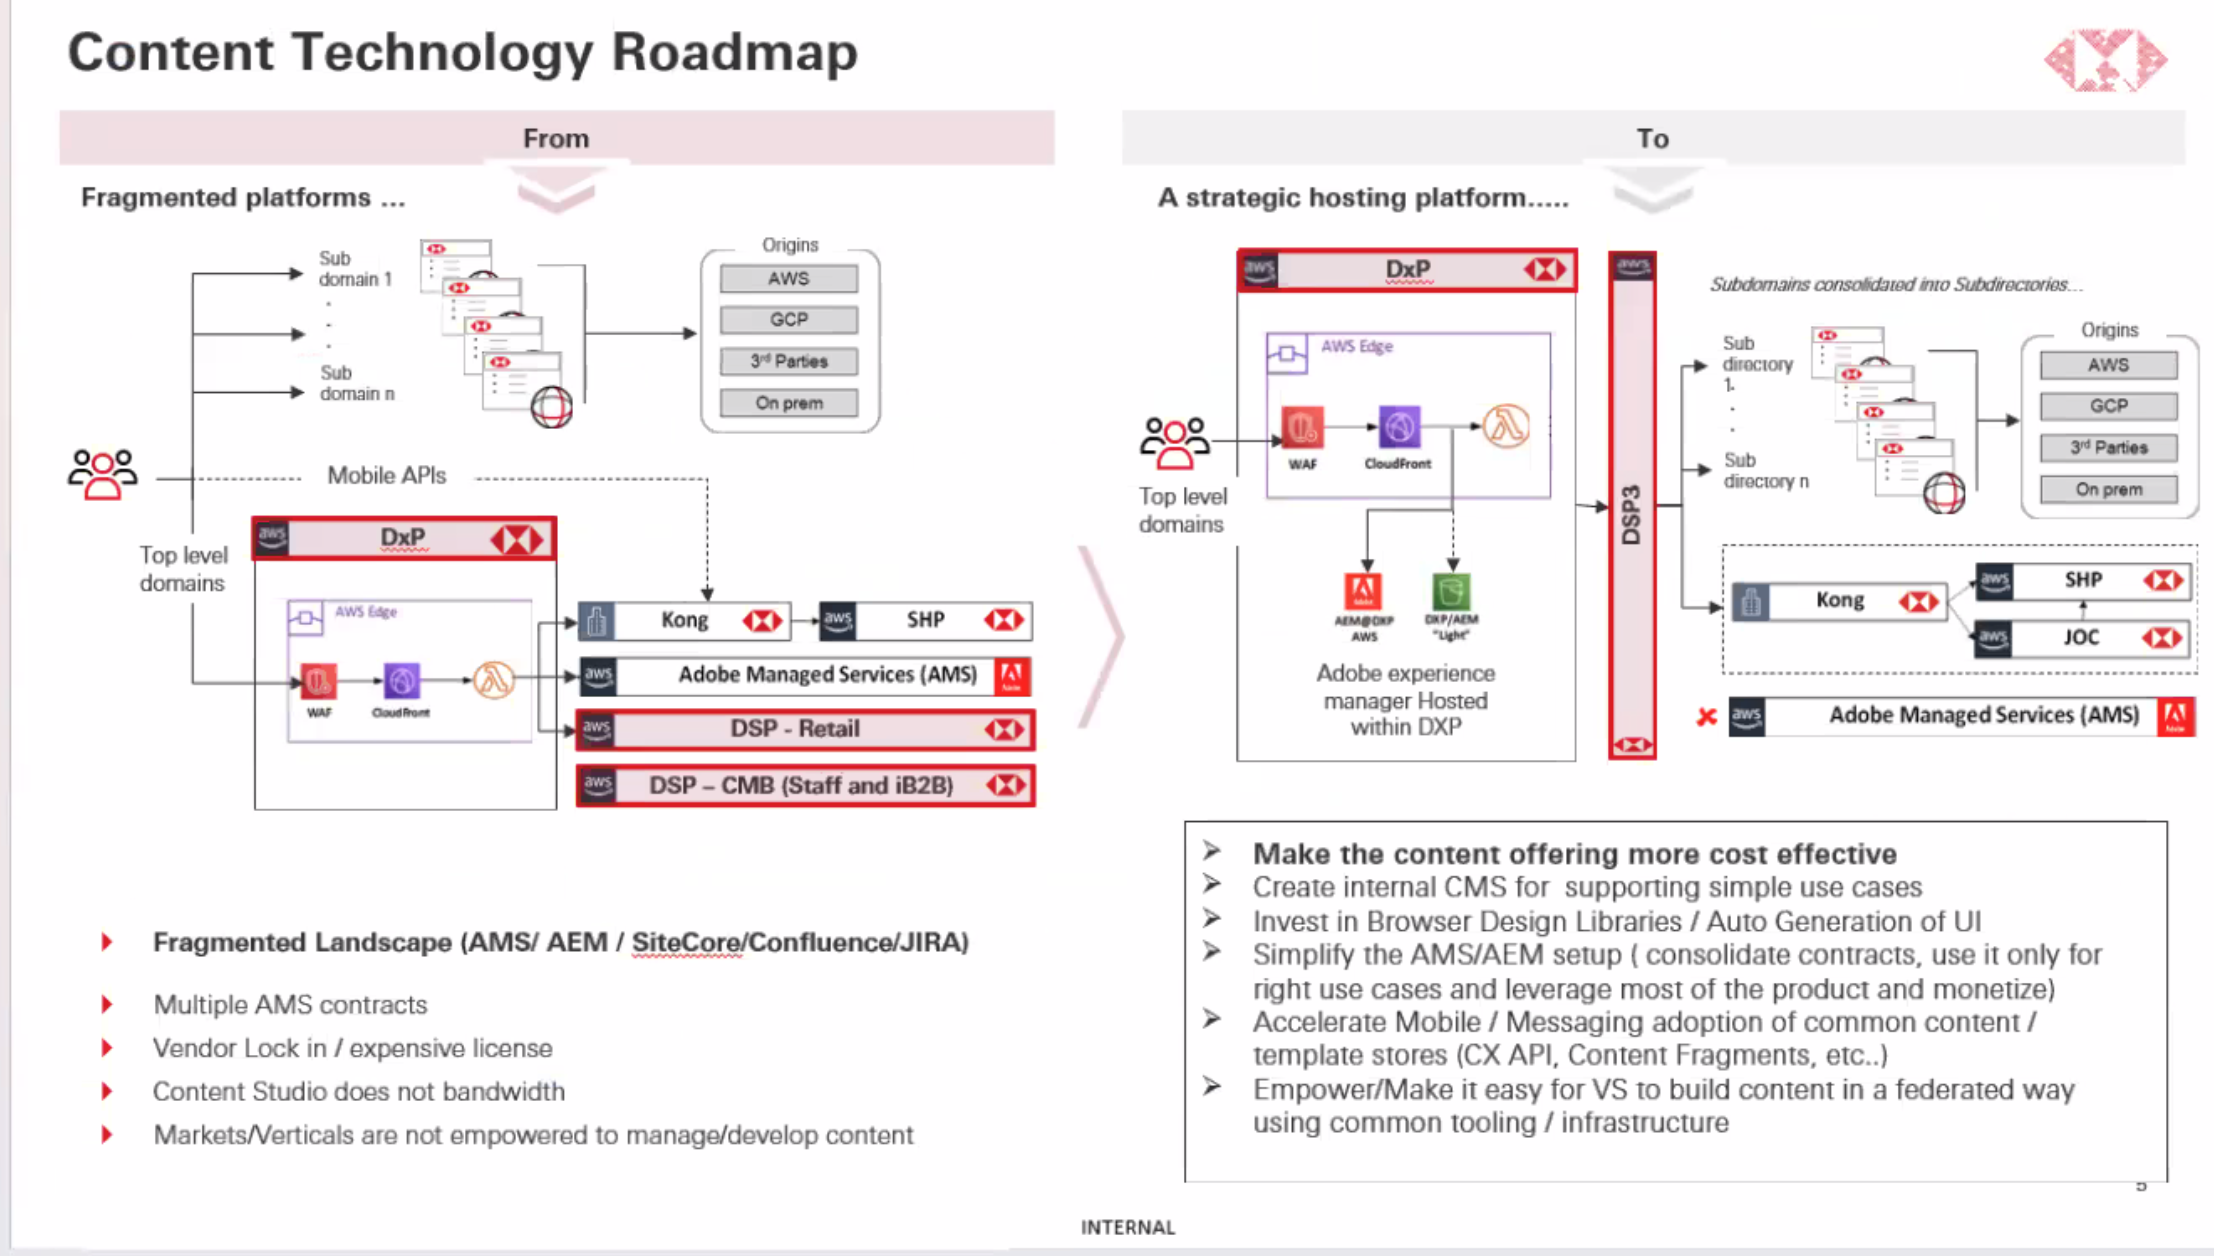 Content Technology Roadmap
From
Fragmented platforms ...
Sub
domain 1
.
.
.
Sub
domain n
Origins
AWS
GCP
3rd Parties
On prem
Mobile APIs
Top level
domains
aws
DxP
AWS Edge
WAF
CloudFront
Kong
aws
SHP
aws
Adobe Managed Services (AMS)
Adobe
aws
DSP - Retail
aws
DSP – CMB (Staff and iB2B)
Fragmented Landscape (AMS/ AEM / SiteCore/Confluence/JIRA)
Multiple AMS contracts
Vendor Lock in / expensive license
Content Studio does not bandwidth
Markets/Verticals are not empowered to manage/develop content
To
A strategic hosting platform.....
aws
DxP
AWS Edge
WAF
CloudFront
Top level
domains
AEM@DXP
AWS
DXP/AEM
"Light"
Adobe experience
manager Hosted
within DXP
aws
DSP3
Subdomains consolidated into Subdirectories...
Sub
directory
1.
.
.
Sub
directory n
Origins
AWS
GCP
3rd Parties
On prem
Kong
aws
SHP
aws
JOC
aws
Adobe Managed Services (AMS)
Adobe
Make the content offering more cost effective
Create internal CMS for supporting simple use cases
Invest in Browser Design Libraries / Auto Generation of UI
Simplify the AMS/AEM setup ( consolidate contracts, use it only for
right use cases and leverage most of the product and monetize)
Accelerate Mobile / Messaging adoption of common content /
template stores (CX API, Content Fragments, etc..)
Empower/Make it easy for VS to build content in a federated way
using common tooling / infrastructure
5
INTERNAL